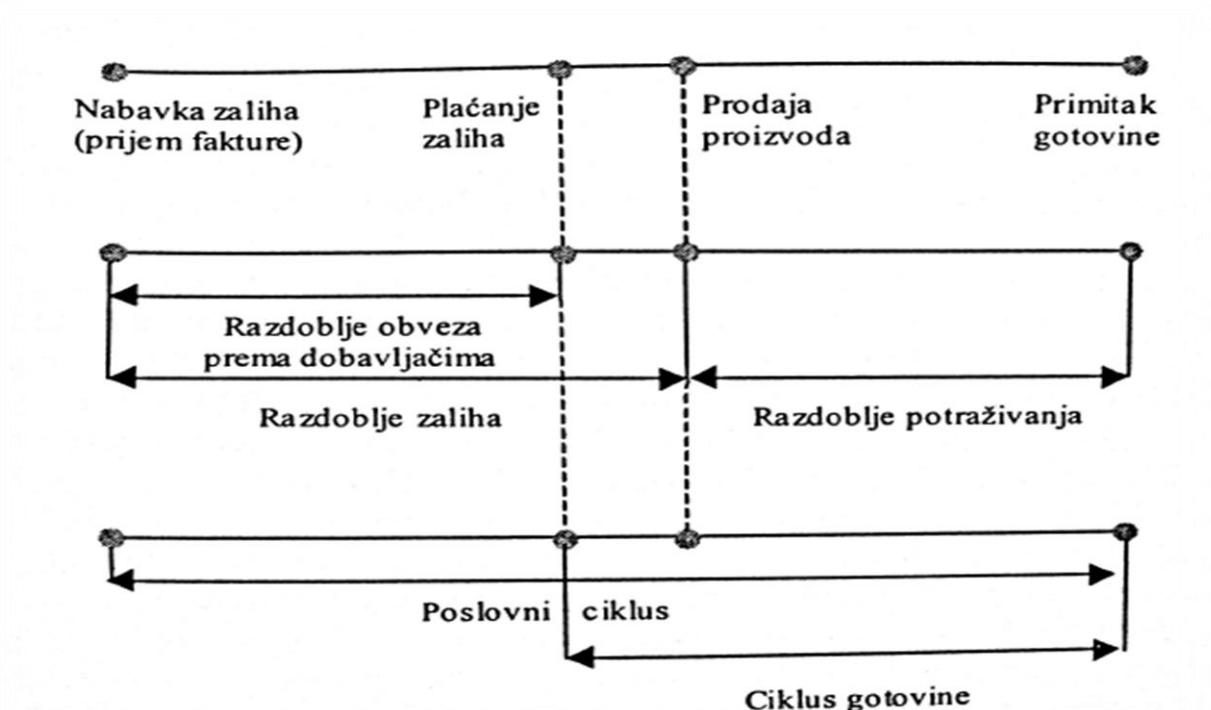 Nabavka zaliha
(prijem fakture)
Plaćanje
zaliha
Prodaja
proizvoda
Primitak
gotovine
Razdoblje obveza
prema dobavljačima
Razdoblje zaliha
Razdoblje potraživanja
Poslovni ciklus
Ciklus gotovine